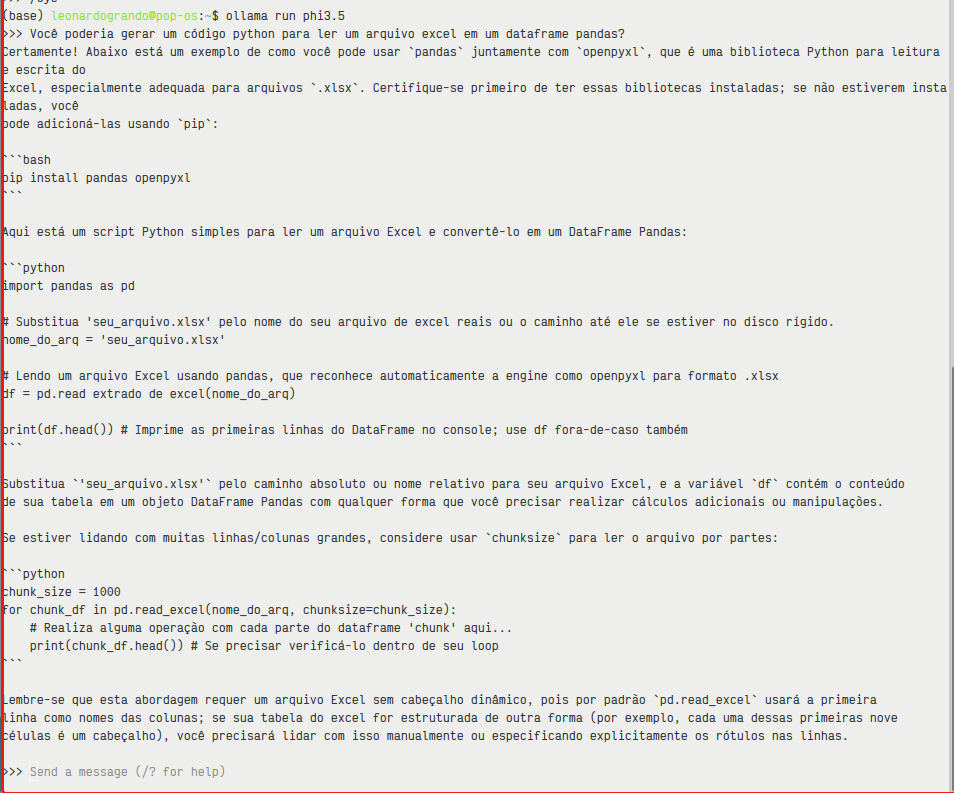 (base) leonardogrando@pop-os:~$ ollama run phi3.5
>>> Você poderia gerar um código python para ler um arquivo excel em um dataframe pandas?
Certamente! Abaixo está um exemplo de como você pode usar `pandas` juntamente com `openpyxl`, que é uma biblioteca Python para leitura
e escrita do
Excel, especialmente adequada para arquivos `.xlsx`. Certifique-se primeiro de ter essas bibliotecas instaladas; se não estiverem insta
ladas, você
pode adicioná-las usando `pip`:

```bash
pip install pandas openpyxl
```

Aqui está um script Python simples para ler um arquivo Excel e convertê-lo em um DataFrame Pandas:

```python
import pandas as pd

# Substitua 'seu_arquivo.xlsx' pelo nome do seu arquivo de excel reais ou o caminho até ele se estiver no disco rígido.
nome_do_arq = 'seu_arquivo.xlsx'

# Lendo um arquivo Excel usando pandas, que reconhece automaticamente a engine como openpyxl para formato .xlsx
df = pd.read extrado de excel(nome_do_arq)

print(df.head()) # Imprime as primeiras linhas do DataFrame no console; use df fora-de-caso também
```

Substitua `'seu_arquivo.xlsx'` pelo caminho absoluto ou nome relativo para seu arquivo Excel, e a variável `df` contém o conteúdo
de sua tabela em um objeto DataFrame Pandas com qualquer forma que você precisar realizar cálculos adicionais ou manipulações.

Se estiver lidando com muitas linhas/colunas grandes, considere usar `chunksize` para ler o arquivo por partes:

```python
chunk_size = 1000
for chunk_df in pd.read_excel(nome_do_arq, chunksize=chunk_size):
    # Realiza alguma operação com cada parte do dataframe 'chunk' aqui...
    print(chunk_df.head()) # Se precisar verificá-lo dentro de seu loop
```

Lembre-se que esta abordagem requer um arquivo Excel sem cabeçalho dinâmico, pois por padrão `pd.read_excel` usará a primeira
linha como nomes das colunas; se sua tabela do excel for estruturada de outra forma (por exemplo, cada uma dessas primeiras nove
células é um cabeçalho), você precisará lidar com isso manualmente ou especificando explicitamente os rótulos nas linhas.

>>> Send a message (/? for help)